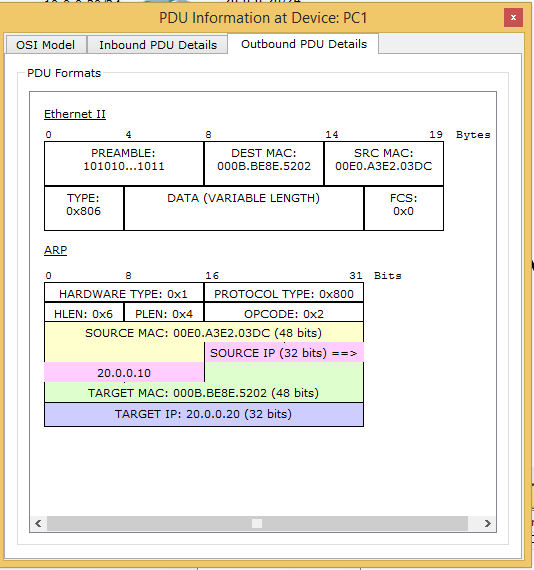 PDU Information at Device: PC1
x
OSI Model Inbound PDU Details Outbound PDU Details
PDU Formats
Ethernet II
0 4 8 14 19 Bytes
PREAMBLE: DEST MAC: SRC MAC:
101010...1011 000B.BE8E.5202 00E0.A3E2.03DC
TYPE: DATA (VARIABLE LENGTH) FCS:
0x806 0x0
ARP
0 8 16 31 Bits
HARDWARE TYPE: 0x1 PROTOCOL TYPE: 0x800
HLEN: 0x6 PLEN: 0x4 OPCODE: 0x2
SOURCE MAC: 00E0.A3E2.03DC (48 bits)
SOURCE IP (32 bits) ==>
20.0.0.10
TARGET MAC: 000B.BE8E.5202 (48 bits)
TARGET IP: 20.0.0.20 (32 bits)